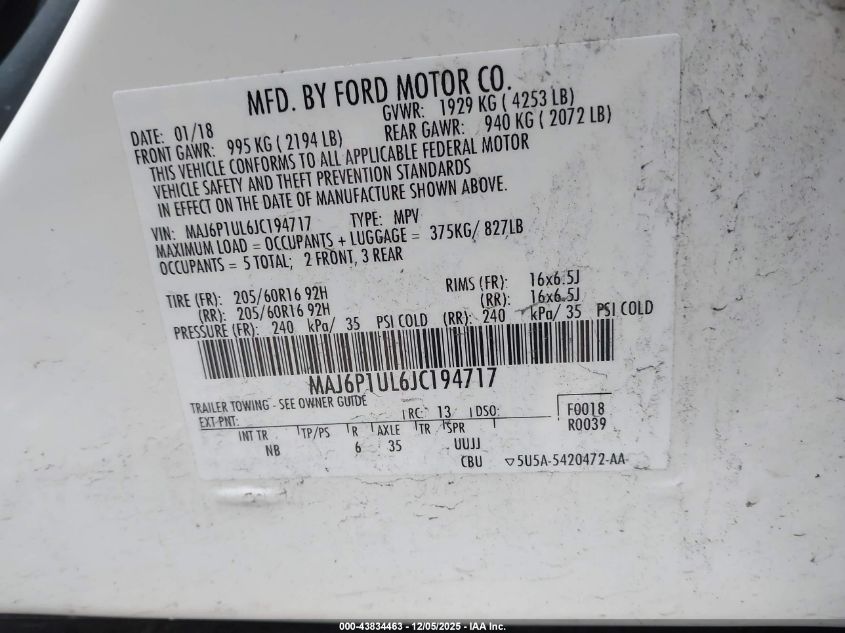 MFD. BY FORD MOTOR CO.
DATE: 01/18 GVWR: 1929 KG ( 4253 LB)
FRONT GAWR: 995 KG ( 2194 LB) REAR GAWR: 940 KG ( 2072 LB)
THIS VEHICLE CONFORMS TO ALL APPLICABLE FEDERAL MOTOR
VEHICLE SAFETY AND THEFT PREVENTION STANDARDS
IN EFFECT ON THE DATE OF MANUFACTURE SHOWN ABOVE.
VIN: MAJ6P1UL6JC194717 TYPE: MPV
MAXIMUM LOAD = OCCUPANTS + LUGGAGE = 375KG/ 827LB
OCCUPANTS = 5 TOTAL; 2 FRONT, 3 REAR
TIRE (FR): 205/60R16 92H RIMS (FR): 16x6.5J
(RR): 205/60R16 92H (RR): 16x6.5J
PRESSURE (FR): 240 kPa/ 35 PSI COLD (RR): 240 kPa/ 35 PSI COLD
MAJ6P1UL6JC194717
TRAILER TOWING - SEE OWNER GUIDE
EXT-PNT: RC: 13 DSO: F0018
R0039
INT TR TP/PS R AXLE TR SPR
NB 6 35 UUJJ
CBU 5U5A-5420472-AA
000-43834463 - 12/05/2025 - IAA Inc.